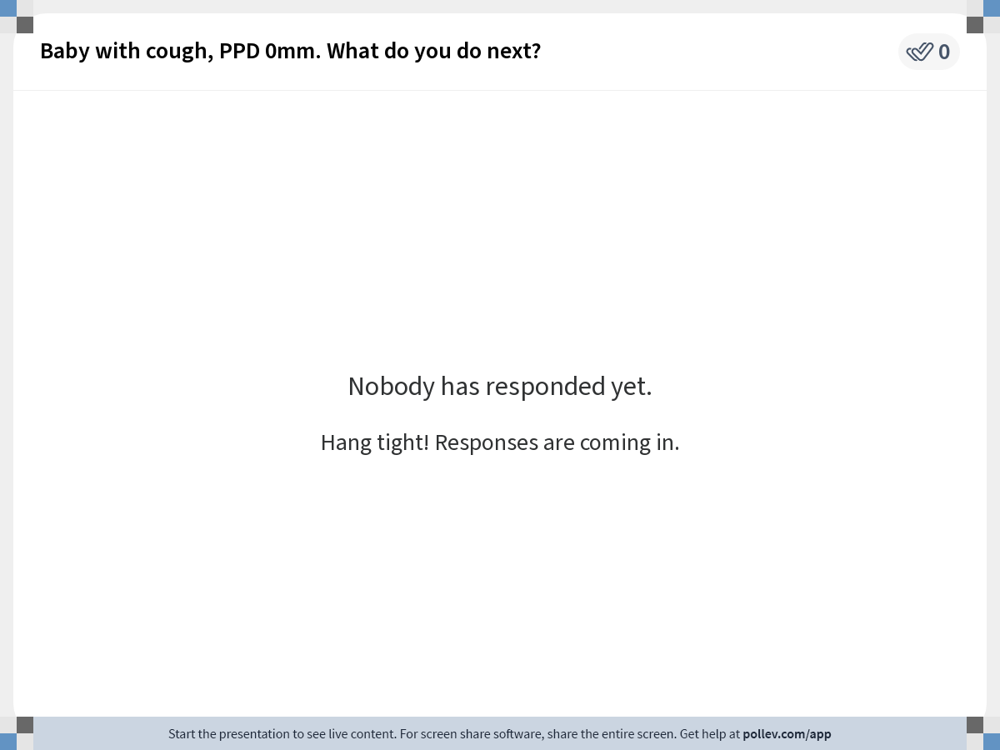 Baby with cough, PPD 0mm. What do you do next?
0
Nobody has responded yet.
Hang tight! Responses are coming in.
Start the presentation to see live content. For screen share software, share the entire screen. Get help at pollev.com/app